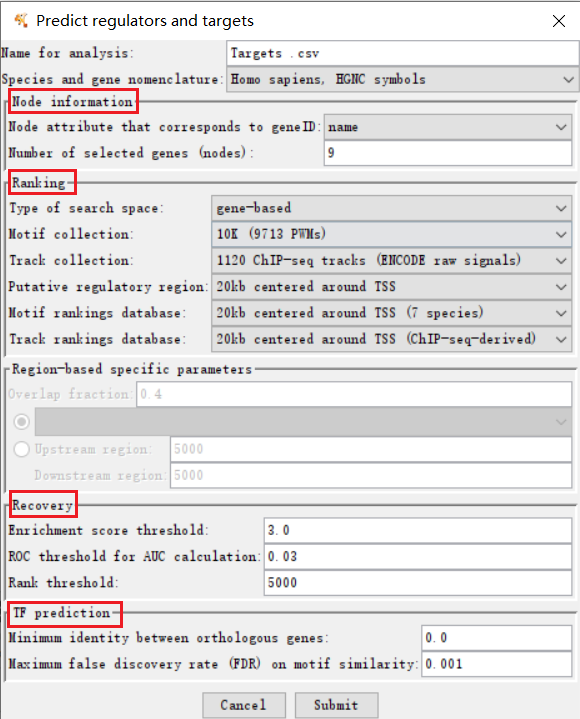 Predict regulators and targets
Name for analysis: Targets .csv
Species and gene nomenclature: Homo sapiens, HGNC symbols
Node information
Node attribute that corresponds to geneID: name
Number of selected genes (nodes): 9
Ranking
Type of search space: gene-based
Motif collection: 10K (9713 PWMs)
Track collection: 1120 ChIP-seq tracks (ENCODE raw signals)
Putative regulatory region: 20kb centered around TSS
Motif rankings database: 20kb centered around TSS (7 species)
Track rankings database: 20kb centered around TSS (ChIP-seq-derived)
Region-based specific parameters
Overlap fraction: 0.4
Upstream region: 5000
Downstream region: 5000
Recovery
Enrichment score threshold: 3.0
ROC threshold for AUC calculation: 0.03
Rank threshold: 5000
TF prediction
Minimum identity between orthologous genes: 0.0
Maximum false discovery rate (FDR) on motif similarity: 0.001
Cancel Submit